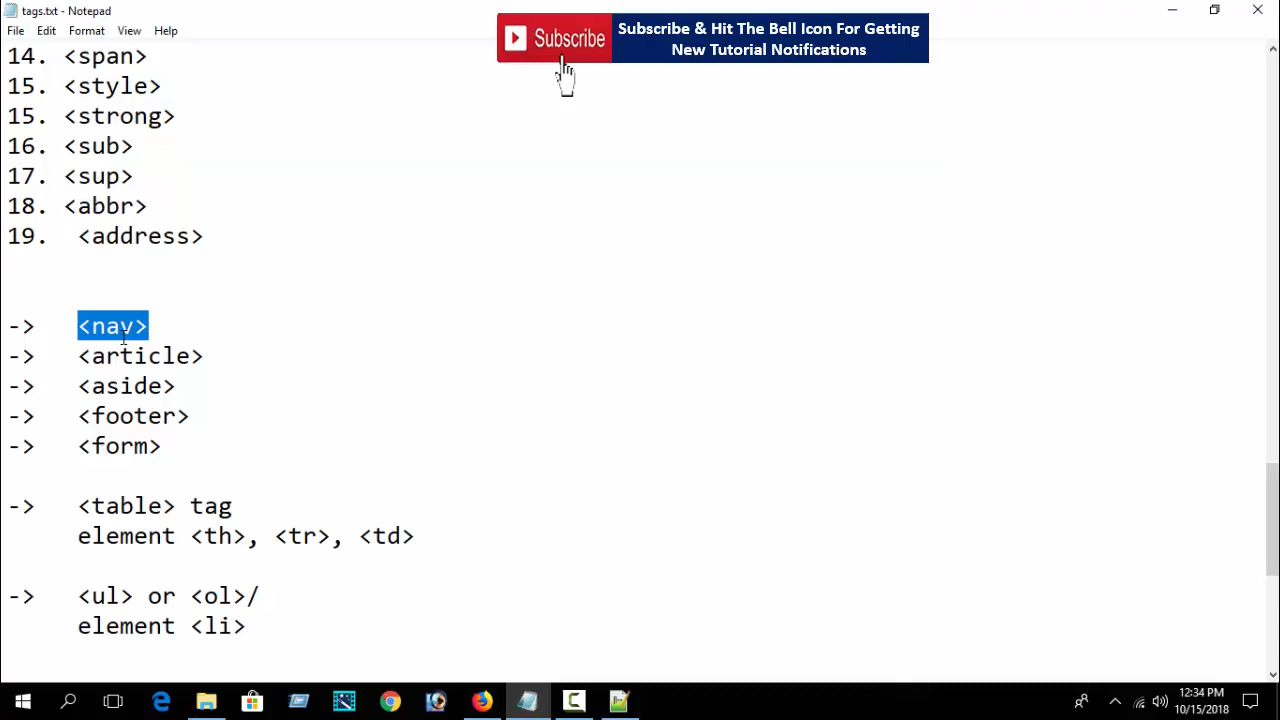 tags.txt - Notepad
File Edit Format View Help
Subscribe
Subscribe & Hit The Bell Icon For Getting
New Tutorial Notifications
14. <span>
15. <style>
15. <strong>
16. <sub>
17. <sup>
18. <abbr>
19. <address>
-> <nav>
-> <article>
-> <aside>
-> <footer>
-> <form>
-> <table> tag
element <th>, <tr>, <td>
-> <ul> or <ol>/
element <li>
12:34 PM
10/15/2018